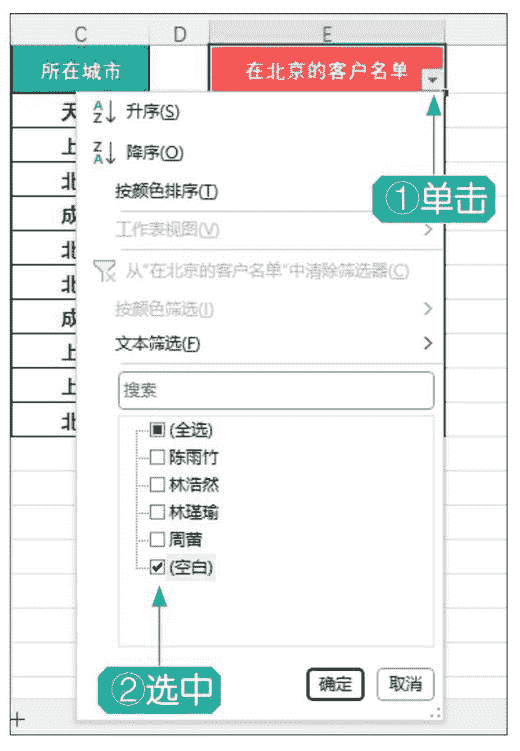 C D E
所在城市 在北京的客户名单
天
上
北
成
北
北
成
上
上
北
升序(S)
降序(O)
按颜色排序(T)
①单击
工作表视图(V)
从"在北京的客户名单"中清除筛选器(C)
按颜色筛选(I)
文本筛选(F)
搜索
(全选)
陈雨竹
林浩然
林瑾瑜
周蕾
(空白)
②选中
确定 取消